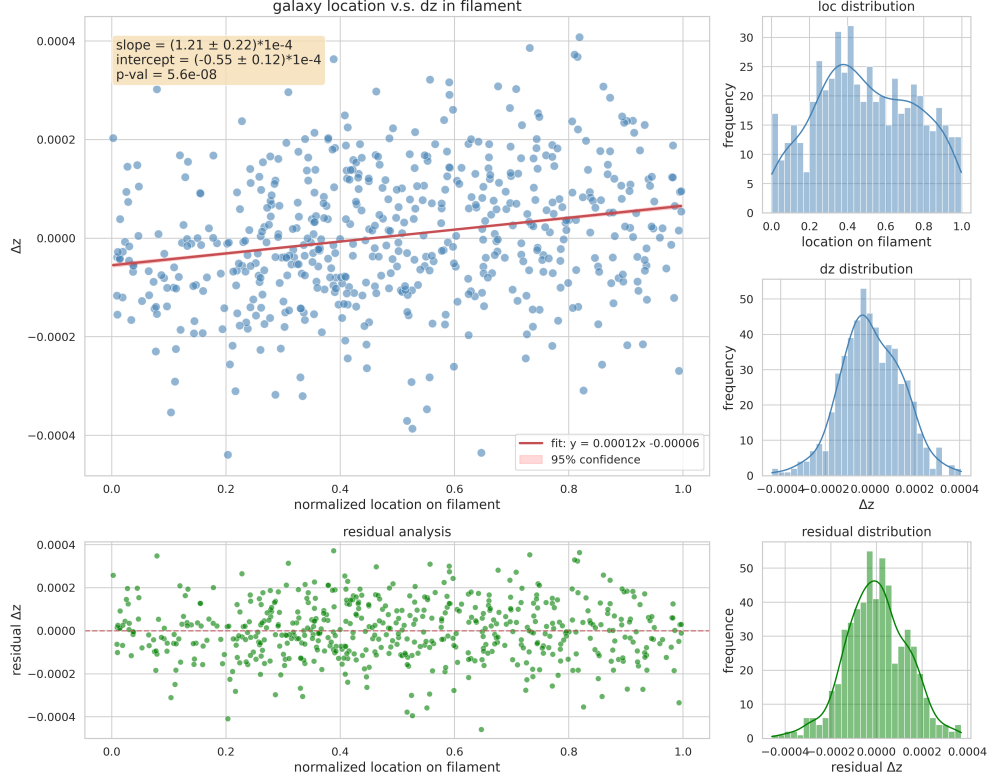 galaxy location v.s. dz in filament
slope = (1.21 ± 0.22)*1e-4
intercept = (-0.55 ± 0.12)*1e-4
p-val = 5.6e-08
0.0004
0.0002
0.0000
−0.0002
−0.0004
Δz
fit: y = 0.00012x -0.00006
95% confidence
0.0 0.2 0.4 0.6 0.8 1.0
normalized location on filament
loc distribution
30
25
20
15
10
5
0
frequency
0.0 0.2 0.4 0.6 0.8 1.0
location on filament
dz distribution
50
40
30
20
10
0
frequency
−0.0004 −0.0002 0.0000 0.0002 0.0004
Δz
residual analysis
0.0004
0.0002
0.0000
−0.0002
−0.0004
residual Δz
0.0 0.2 0.4 0.6 0.8 1.0
normalized location on filament
residual distribution
50
40
30
20
10
0
frequence
−0.0004 −0.0002 0.0000 0.0002 0.0004
residual Δz